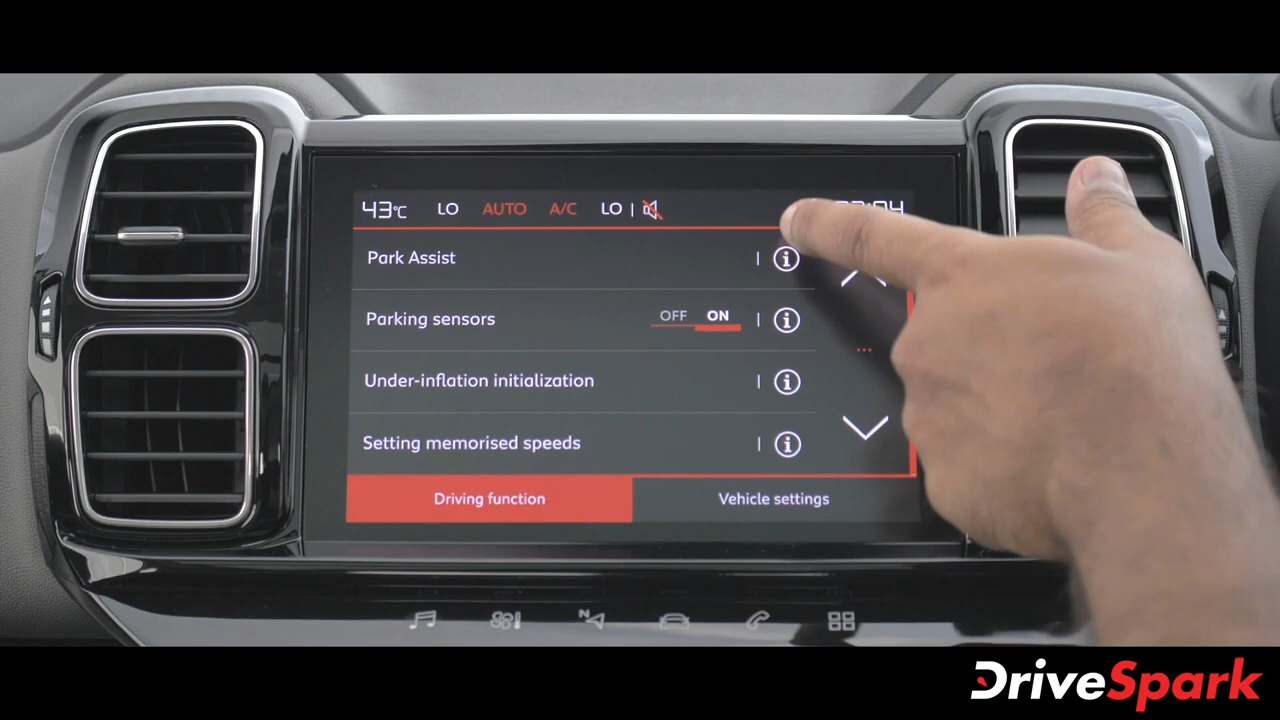 43°C LO AUTO A/C LO
Park Assist
Parking sensors OFF ON
Under-inflation initialization
Setting memorised speeds
Driving function Vehicle settings
N
DriveSpark